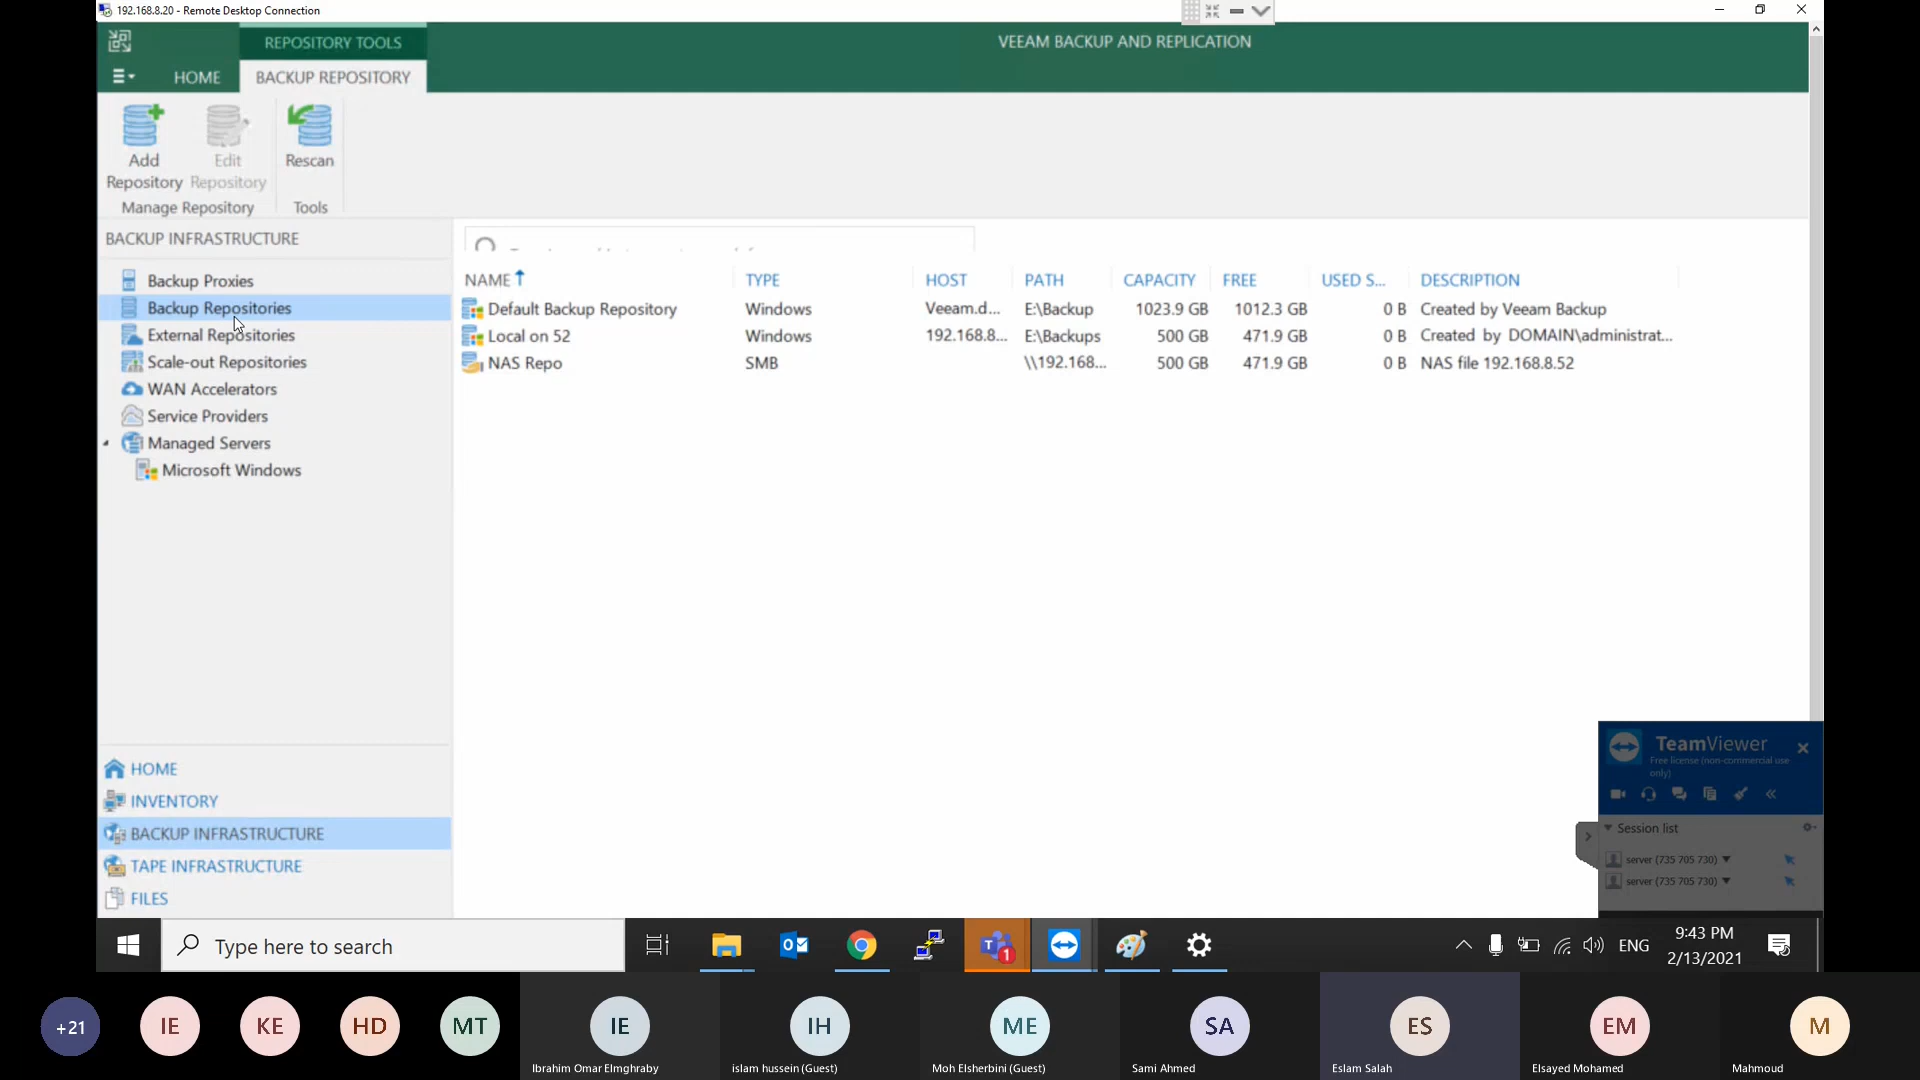 192.168.8.20 - Remote Desktop Connection
REPOSITORY TOOLS
VEEAM BACKUP AND REPLICATION
HOME
BACKUP REPOSITORY
Add Repository
Edit Repository
Rescan
Manage Repository
Tools
BACKUP INFRASTRUCTURE
Backup Proxies
Backup Repositories
External Repositories
Scale-out Repositories
WAN Accelerators
Service Providers
Managed Servers
Microsoft Windows
NAME TYPE HOST PATH CAPACITY FREE USED S... DESCRIPTION
Default Backup Repository Windows Veeam.d... E:\Backup 1023.9 GB 1012.3 GB 0 B Created by Veeam Backup
Local on 52 Windows 192.168.8... E:\Backups 500 GB 471.9 GB 0 B Created by DOMAIN\administrat...
NAS Repo SMB \\192.168... 500 GB 471.9 GB 0 B NAS file 192.168.8.52
HOME
INVENTORY
BACKUP INFRASTRUCTURE
TAPE INFRASTRUCTURE
FILES
TeamViewer
Free license (non-commercial use
only)
Session list
server (735 705 730)
server (735 705 730)
Type here to search
1
ENG
9:43 PM
2/13/2021
+21
IE
KE
HD
MT
IE
Ibrahim Omar Elmghraby
IH
islam hussein (Guest)
ME
Moh Elsherbini (Guest)
SA
Sami Ahmed
ES
Eslam Salah
EM
Elsayed Mohamed
M
Mahmoud